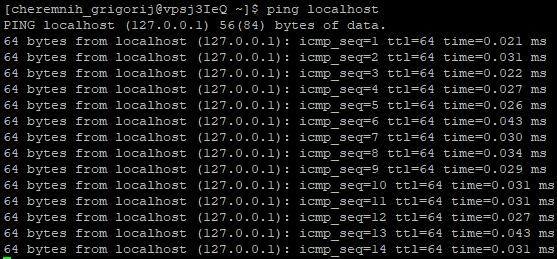 [cheremnih_grigorij@vpsj3IeQ ~]$ ping localhost
PING localhost (127.0.0.1) 56(84) bytes of data.
64 bytes from localhost (127.0.0.1): icmp_seq=1 ttl=64 time=0.021 ms
64 bytes from localhost (127.0.0.1): icmp_seq=2 ttl=64 time=0.031 ms
64 bytes from localhost (127.0.0.1): icmp_seq=3 ttl=64 time=0.022 ms
64 bytes from localhost (127.0.0.1): icmp_seq=4 ttl=64 time=0.027 ms
64 bytes from localhost (127.0.0.1): icmp_seq=5 ttl=64 time=0.026 ms
64 bytes from localhost (127.0.0.1): icmp_seq=6 ttl=64 time=0.043 ms
64 bytes from localhost (127.0.0.1): icmp_seq=7 ttl=64 time=0.030 ms
64 bytes from localhost (127.0.0.1): icmp_seq=8 ttl=64 time=0.034 ms
64 bytes from localhost (127.0.0.1): icmp_seq=9 ttl=64 time=0.029 ms
64 bytes from localhost (127.0.0.1): icmp_seq=10 ttl=64 time=0.031 ms
64 bytes from localhost (127.0.0.1): icmp_seq=11 ttl=64 time=0.031 ms
64 bytes from localhost (127.0.0.1): icmp_seq=12 ttl=64 time=0.027 ms
64 bytes from localhost (127.0.0.1): icmp_seq=13 ttl=64 time=0.043 ms
64 bytes from localhost (127.0.0.1): icmp_seq=14 ttl=64 time=0.031 ms